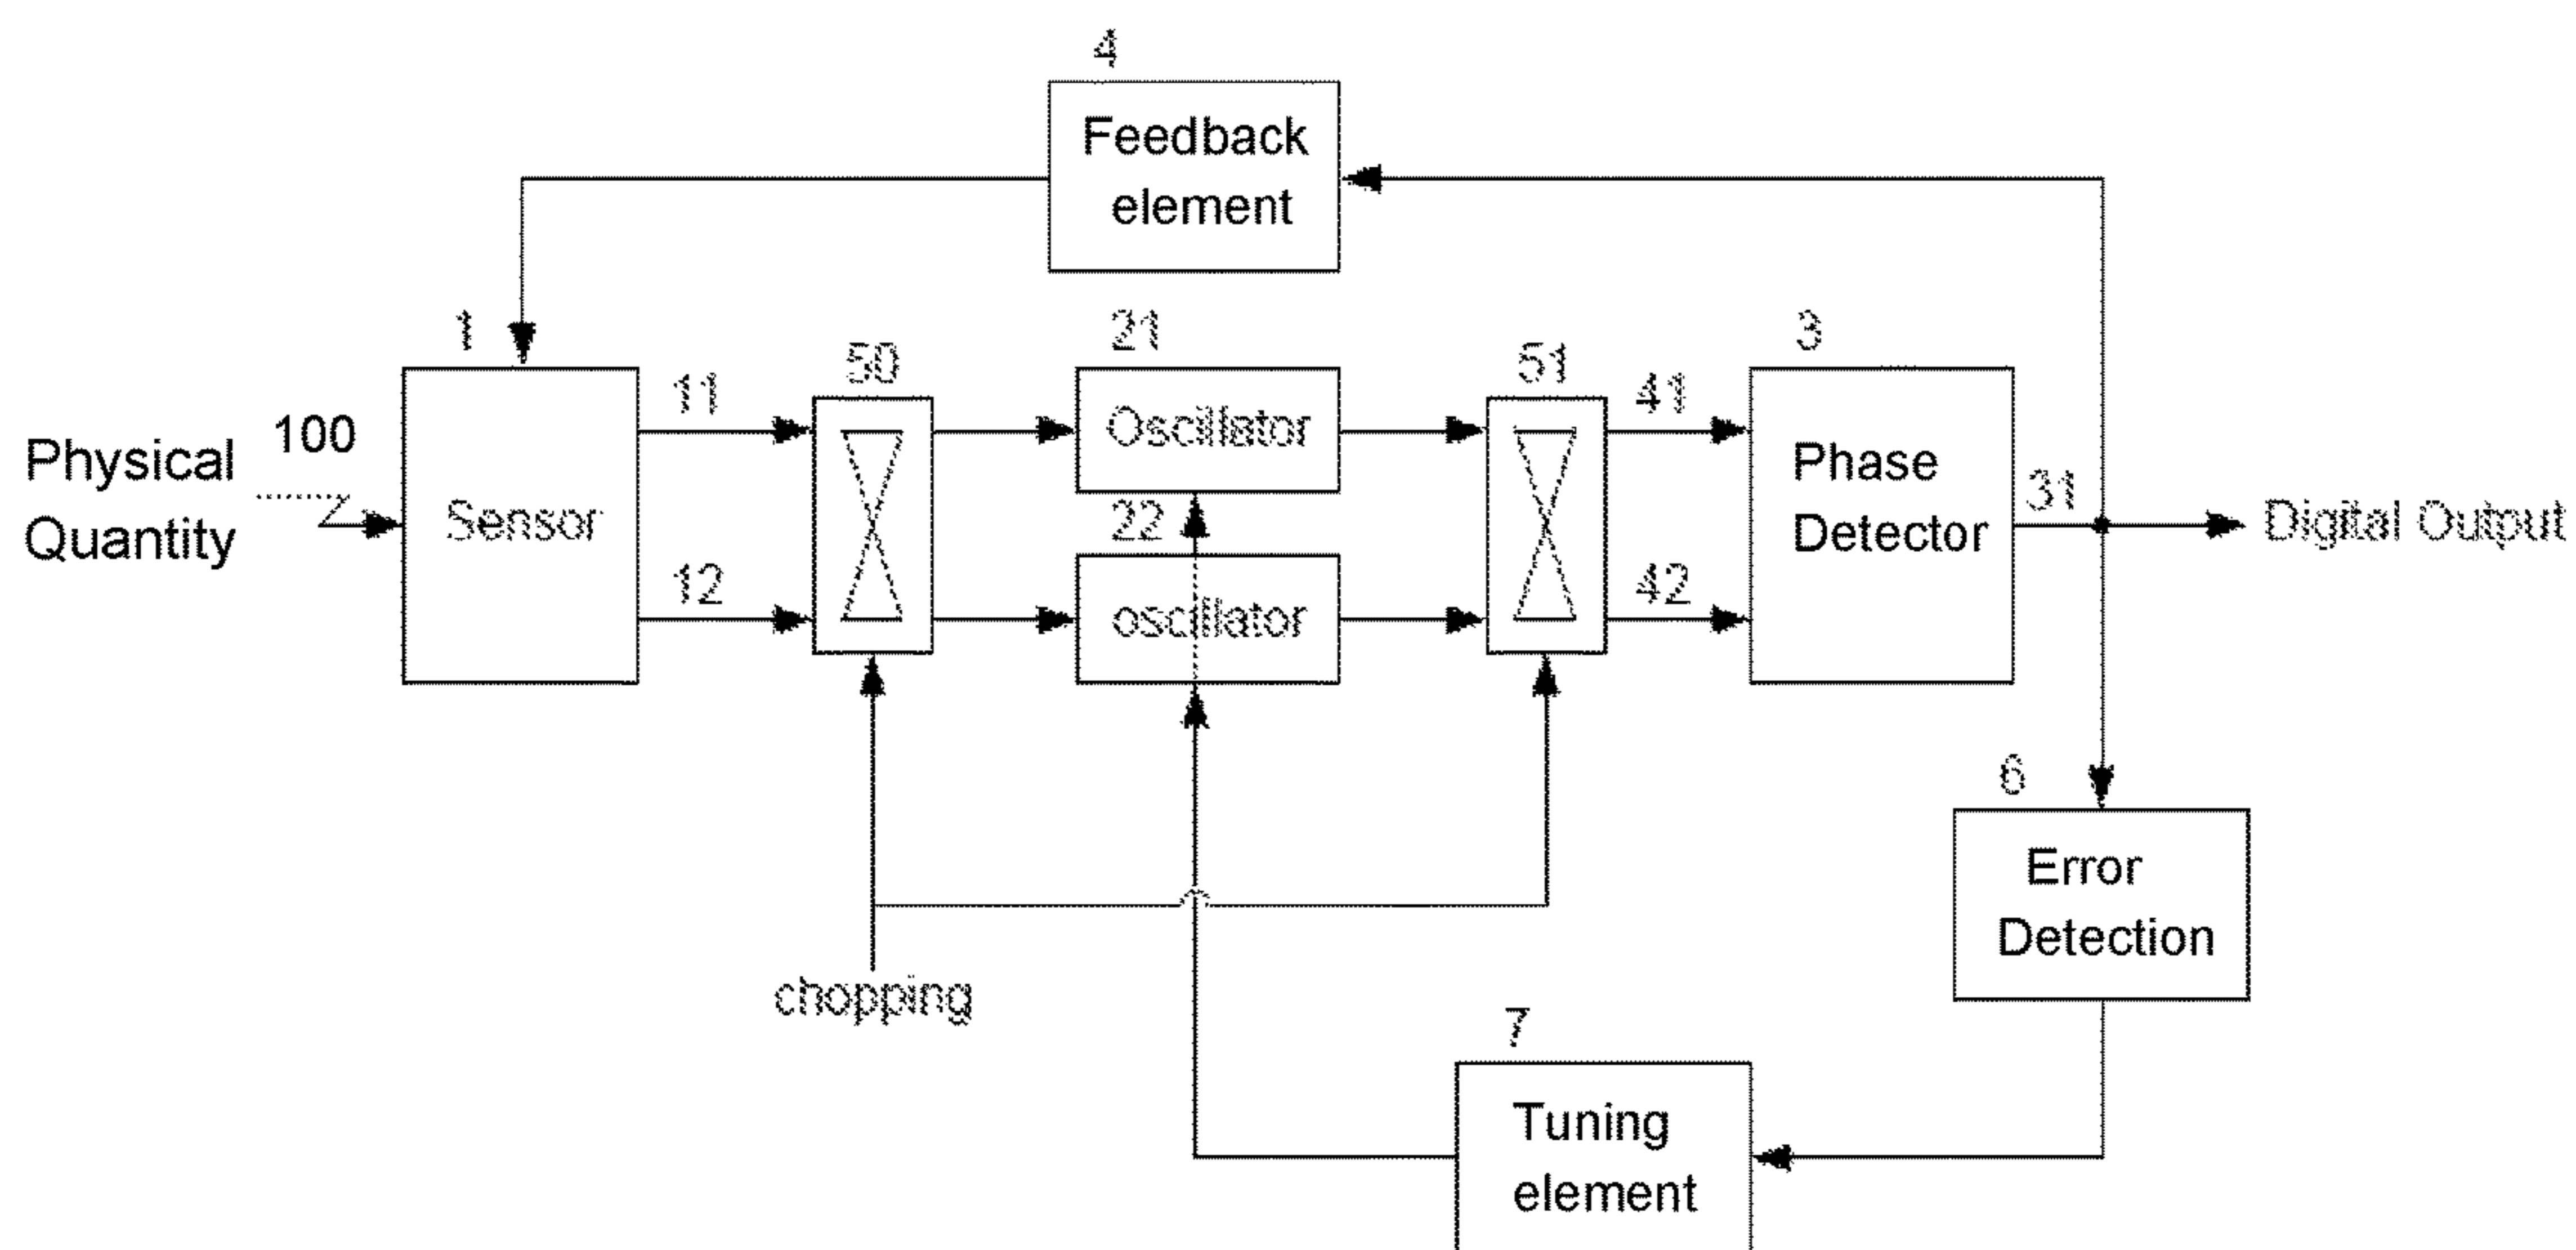 4
Feedback
element
1
50
21
51
3
11
41
100
Physical
Quantity
Sensor
Oscillator
Phase
Detector
31
Digital Output
22
12
oscillator
42
6
Error
Detection
chopping
7
Tuning
element